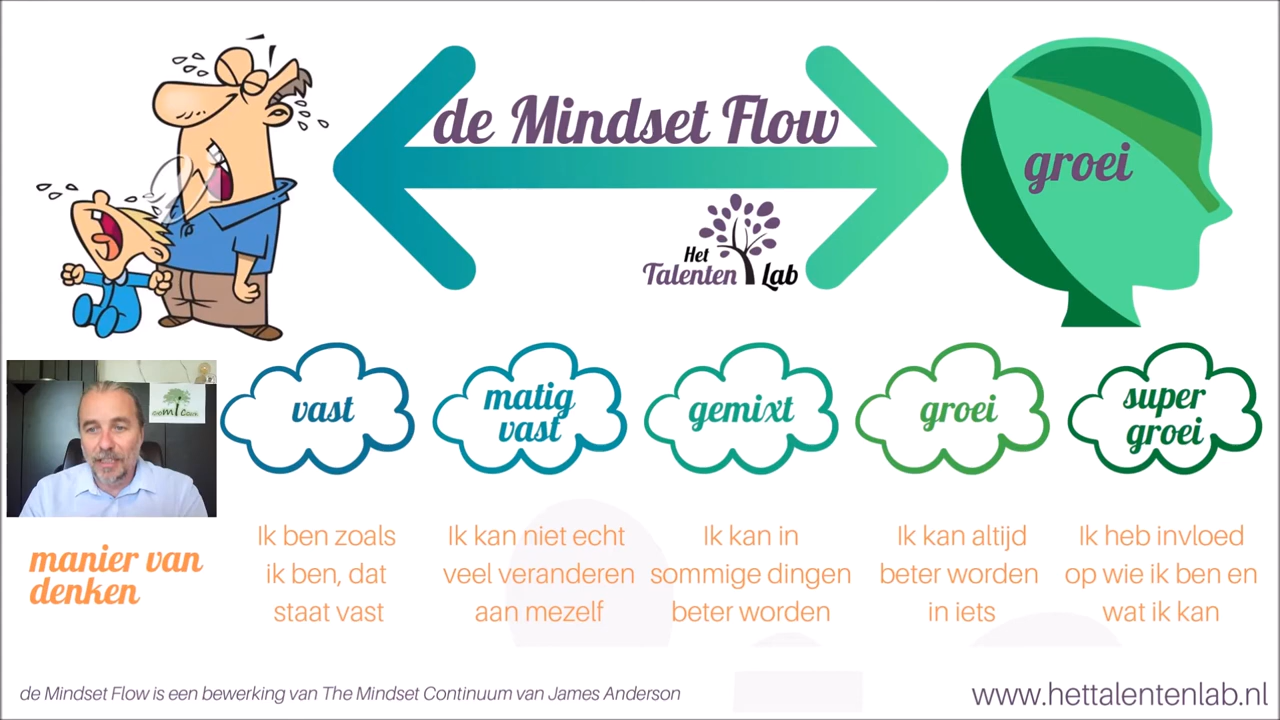 de Mindset Flow
groei
Het
Talenten Lab
vast
matig
vast
gemixt
groei
super
groei
manier van
denken
Ik ben zoals
ik ben, dat
staat vast
Ik kan niet echt
veel veranderen
aan mezelf
Ik kan in
sommige dingen
beter worden
Ik kan altijd
beter worden
in iets
Ik heb invloed
op wie ik ben en
wat ik kan
de Mindset Flow is een bewerking van The Mindset Continuum van James Anderson
www.hettalentenlab.nl